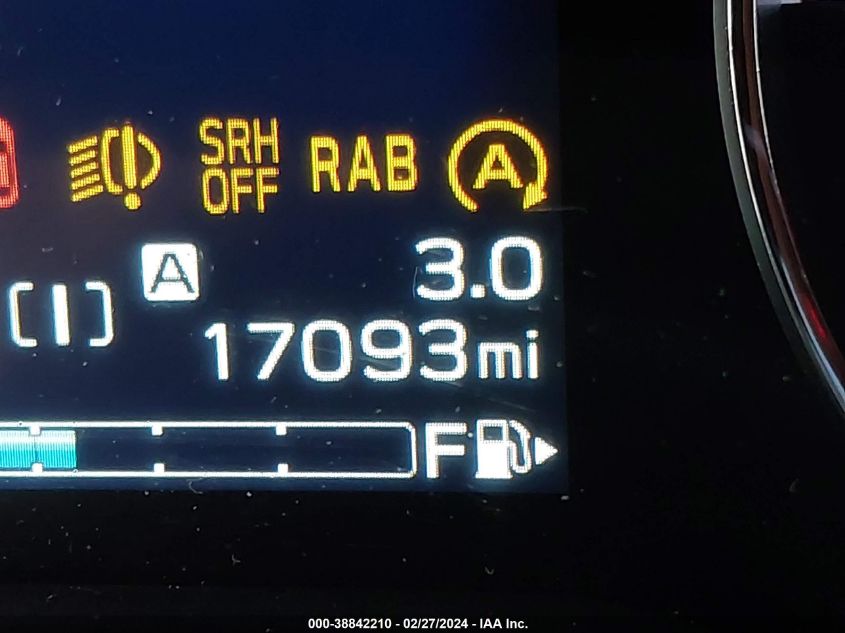 SRH
OFF
RAB
A
A
3.0
17093mi
F
000-38842210 - 02/27/2024 - IAA Inc.